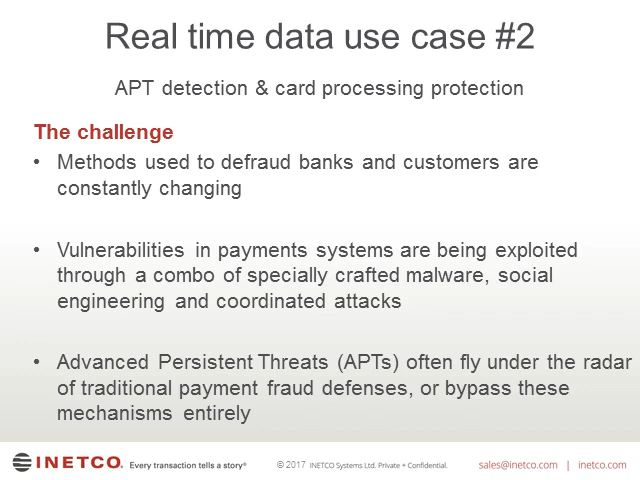 Real time data use case #2
APT detection & card processing protection
The challenge
• Methods used to defraud banks and customers are
constantly changing
• Vulnerabilities in payments systems are being exploited
through a combo of specially crafted malware, social
engineering and coordinated attacks
• Advanced Persistent Threats (APTs) often fly under the radar
of traditional payment fraud defenses, or bypass these
mechanisms entirely
INETCO. Every transaction tells a story® © 2017 INETCO Systems Ltd. Private + Confidential. sales@inetco.com | inetco.com